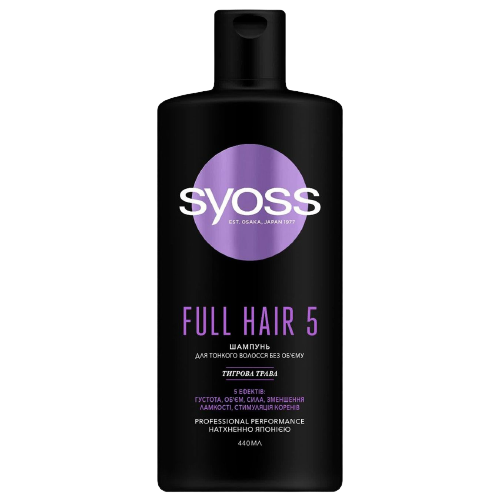 syoss
EST. OSAKA, JAPAN 1977
FULL HAIR 5
ШАМПУНЬ
ДЛЯ ТОНКОГО ВОЛОССЯ БЕЗ ОБ'ЄМУ
ТИГРОВА ТРАВА
5 ЕФЕКТІВ:
ГУСТОТА, ОБ'ЄМ, СИЛА, ЗМЕНШЕННЯ
ЛАМКОСТІ, СТИМУЛЯЦІЯ КОРЕНІВ
PROFESSIONAL PERFORMANCE
НАТХНЕННО ЯПОНІЄЮ
440МЛ